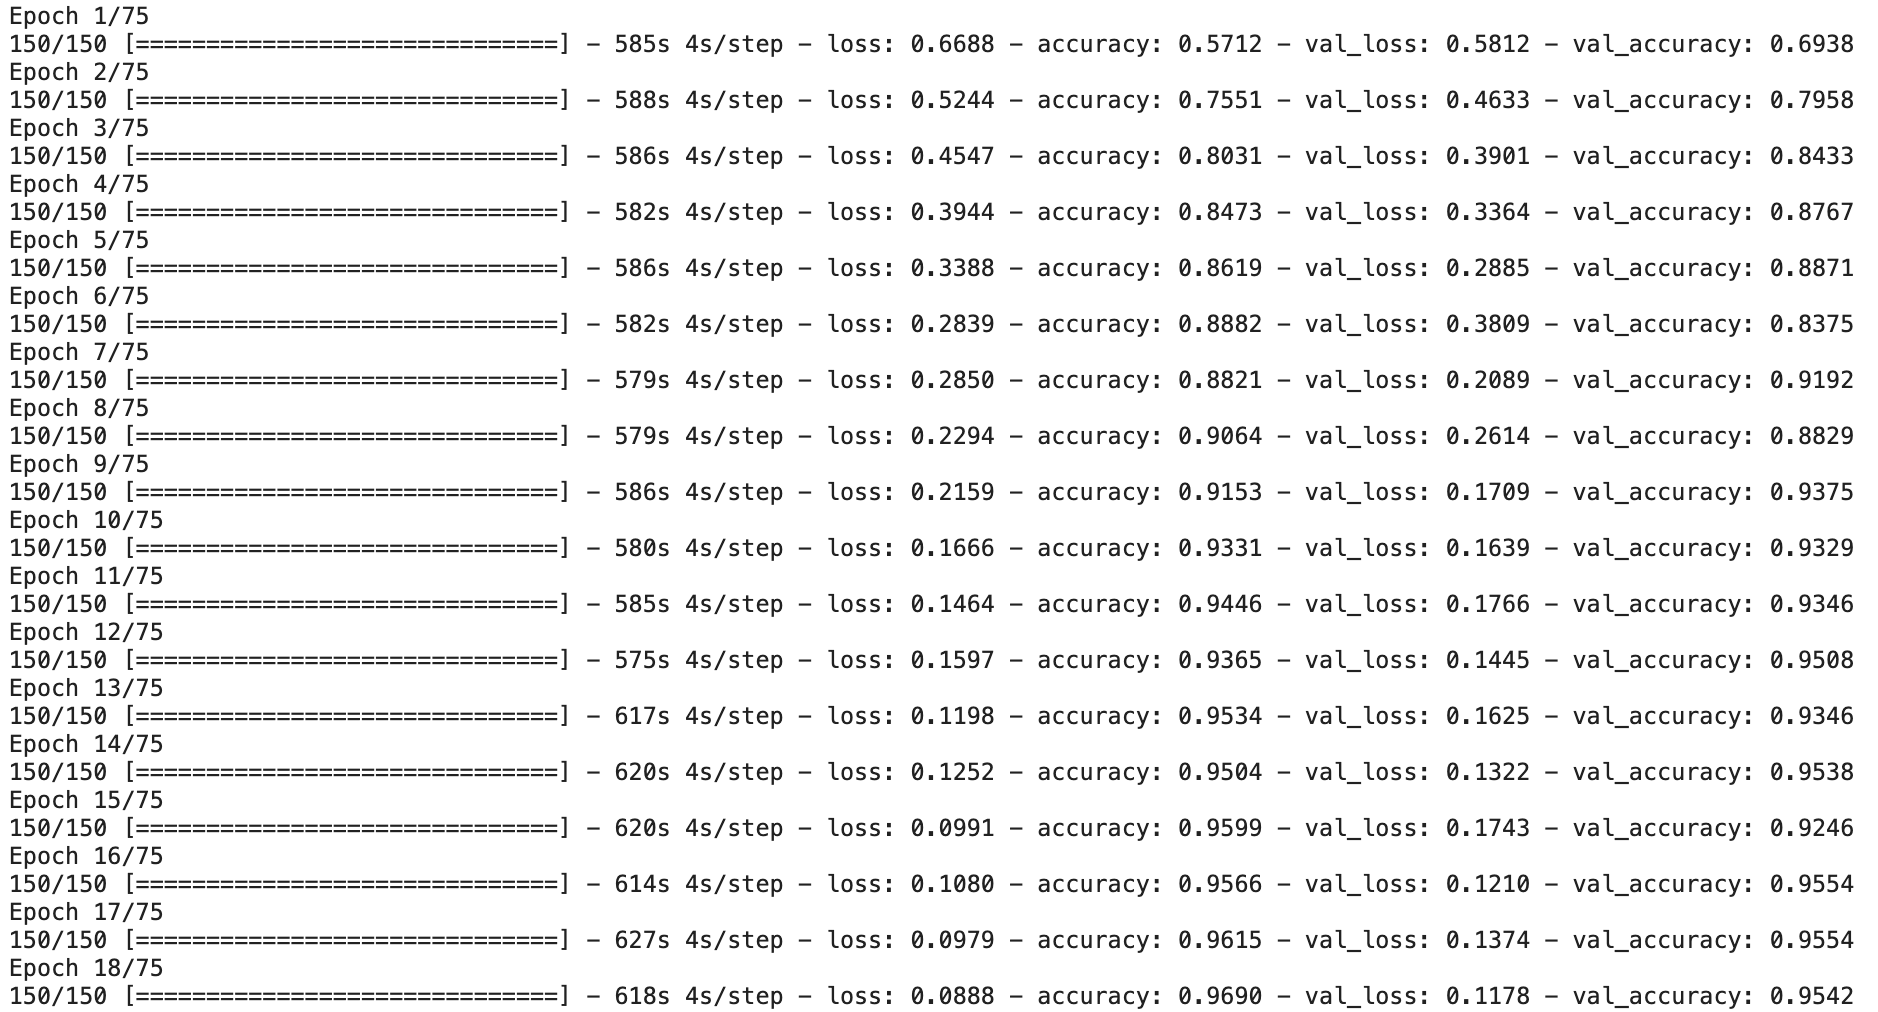 Epoch 1/75
150/150 [==============================] - 585s 4s/step - loss: 0.6688 - accuracy: 0.5712 - val_loss: 0.5812 - val_accuracy: 0.6938
Epoch 2/75
150/150 [==============================] - 588s 4s/step - loss: 0.5244 - accuracy: 0.7551 - val_loss: 0.4633 - val_accuracy: 0.7958
Epoch 3/75
150/150 [==============================] - 586s 4s/step - loss: 0.4547 - accuracy: 0.8031 - val_loss: 0.3901 - val_accuracy: 0.8433
Epoch 4/75
150/150 [==============================] - 582s 4s/step - loss: 0.3944 - accuracy: 0.8473 - val_loss: 0.3364 - val_accuracy: 0.8767
Epoch 5/75
150/150 [==============================] - 586s 4s/step - loss: 0.3388 - accuracy: 0.8619 - val_loss: 0.2885 - val_accuracy: 0.8871
Epoch 6/75
150/150 [==============================] - 582s 4s/step - loss: 0.2839 - accuracy: 0.8882 - val_loss: 0.3809 - val_accuracy: 0.8375
Epoch 7/75
150/150 [==============================] - 579s 4s/step - loss: 0.2850 - accuracy: 0.8821 - val_loss: 0.2089 - val_accuracy: 0.9192
Epoch 8/75
150/150 [==============================] - 579s 4s/step - loss: 0.2294 - accuracy: 0.9064 - val_loss: 0.2614 - val_accuracy: 0.8829
Epoch 9/75
150/150 [==============================] - 586s 4s/step - loss: 0.2159 - accuracy: 0.9153 - val_loss: 0.1709 - val_accuracy: 0.9375
Epoch 10/75
150/150 [==============================] - 580s 4s/step - loss: 0.1666 - accuracy: 0.9331 - val_loss: 0.1639 - val_accuracy: 0.9329
Epoch 11/75
150/150 [==============================] - 585s 4s/step - loss: 0.1464 - accuracy: 0.9446 - val_loss: 0.1766 - val_accuracy: 0.9346
Epoch 12/75
150/150 [==============================] - 575s 4s/step - loss: 0.1597 - accuracy: 0.9365 - val_loss: 0.1445 - val_accuracy: 0.9508
Epoch 13/75
150/150 [==============================] - 617s 4s/step - loss: 0.1198 - accuracy: 0.9534 - val_loss: 0.1625 - val_accuracy: 0.9346
Epoch 14/75
150/150 [==============================] - 620s 4s/step - loss: 0.1252 - accuracy: 0.9504 - val_loss: 0.1322 - val_accuracy: 0.9538
Epoch 15/75
150/150 [==============================] - 620s 4s/step - loss: 0.0991 - accuracy: 0.9599 - val_loss: 0.1743 - val_accuracy: 0.9246
Epoch 16/75
150/150 [==============================] - 614s 4s/step - loss: 0.1080 - accuracy: 0.9566 - val_loss: 0.1210 - val_accuracy: 0.9554
Epoch 17/75
150/150 [==============================] - 627s 4s/step - loss: 0.0979 - accuracy: 0.9615 - val_loss: 0.1374 - val_accuracy: 0.9554
Epoch 18/75
150/150 [==============================] - 618s 4s/step - loss: 0.0888 - accuracy: 0.9690 - val_loss: 0.1178 - val_accuracy: 0.9542